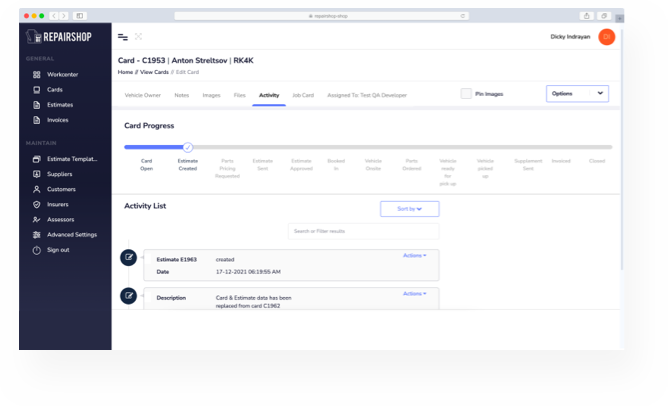 repairshop.shop
REPAIRSHOP
Dicky Indrayan
DI
GENERAL
Workcenter
Cards
Estimates
Invoices
MAINTAIN
Estimate Templat...
Suppliers
Customers
Insurers
Assessors
Advanced Settings
Sign out
Card - C1953 | Anton Streltsov | RK4K
Home // View Cards // Edit Card
Vehicle Owner Notes Images Files Activity Job Card Assigned To: Test QA Developer Pin Images Options
Card Progress
Card Open
Estimate Created
Parts Pricing Requested
Estimate Sent
Estimate Approved
Booked In
Vehicle Onsite
Parts Ordered
Vehicle ready for pick up
Vehicle picked up
Supplement Sent
Invoiced
Closed
Activity List
Sort by
Search or Filter results
Estimate E1963 created Actions
Date 17-12-2021 06:19:55 AM
Description Card & Estimate data has been Actions
replaced from card C1962